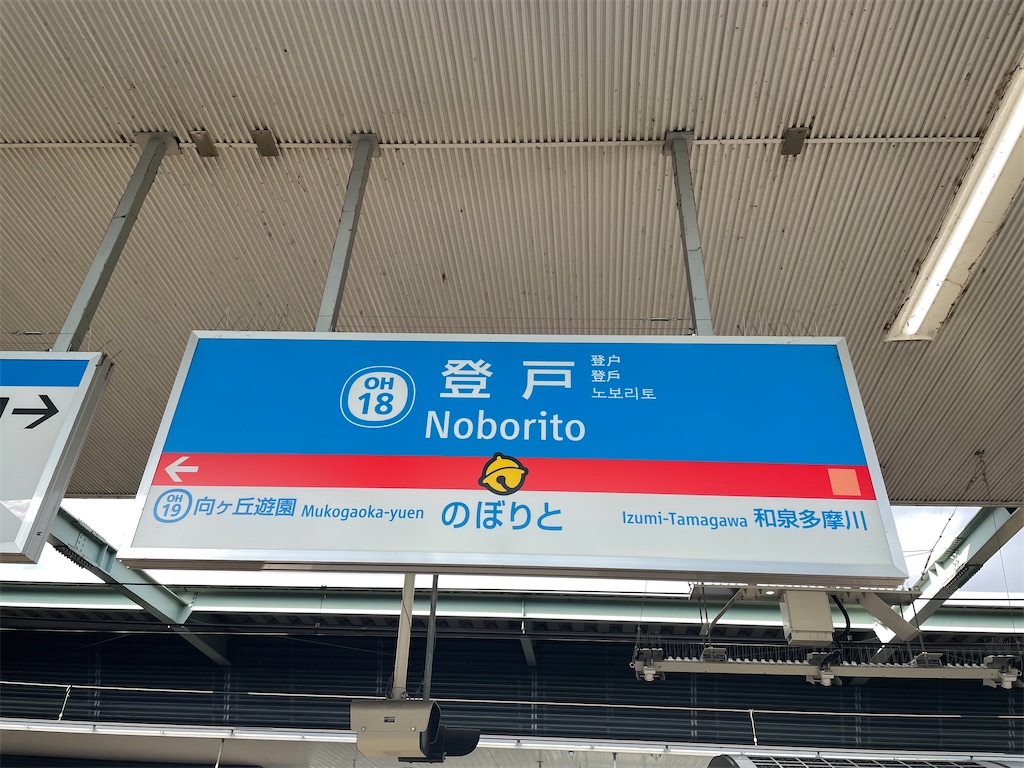 OH
18
登戸
登户
登戶
노보리토
Noborito
OH
19
向ヶ丘遊園 Mukogaoka-yuen
のぼりと
Izumi-Tamagawa 和泉多摩川